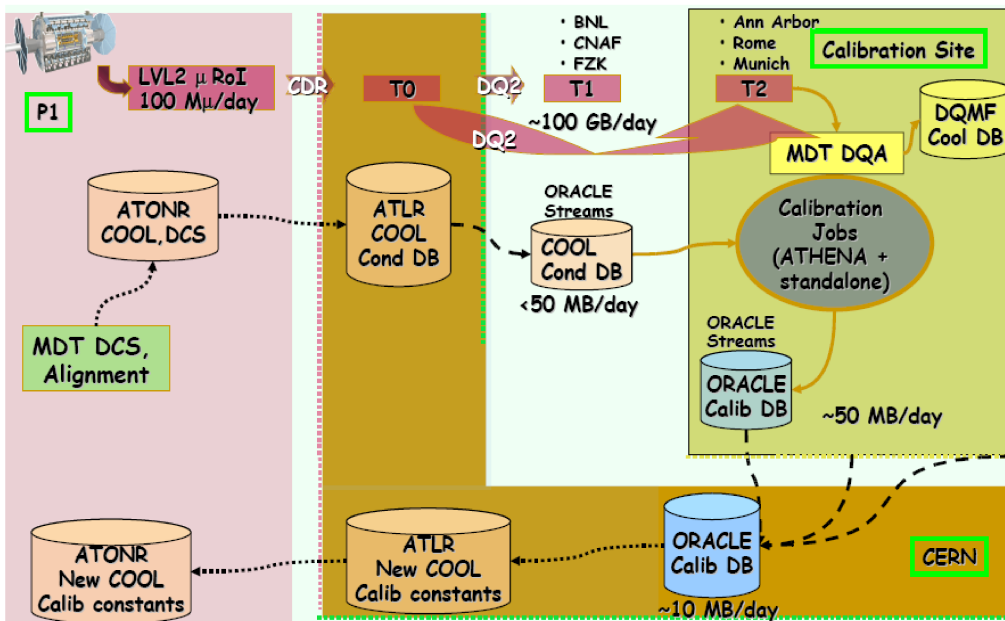 P1
LVL2 μ RoI
100 Mμ/day
CDR
T0
DQ2
• BNL
• CNAF
• FZK
T1
~100 GB/day
DQ2
• Ann Arbor
• Rome
• Munich
T2
Calibration Site
MDT DQA
DQMF
Cool DB
ATONR
COOL, DCS
ATLR
COOL
Cond DB
ORACLE
Streams
COOL
Cond DB
<50 MB/day
Calibration
Jobs
(ATHENA +
standalone)
MDT DCS,
Alignment
ORACLE
Streams
ORACLE
Calib DB
~50 MB/day
ATONR
New COOL
Calib constants
ATLR
New COOL
Calib constants
ORACLE
Calib DB
~10 MB/day
CERN